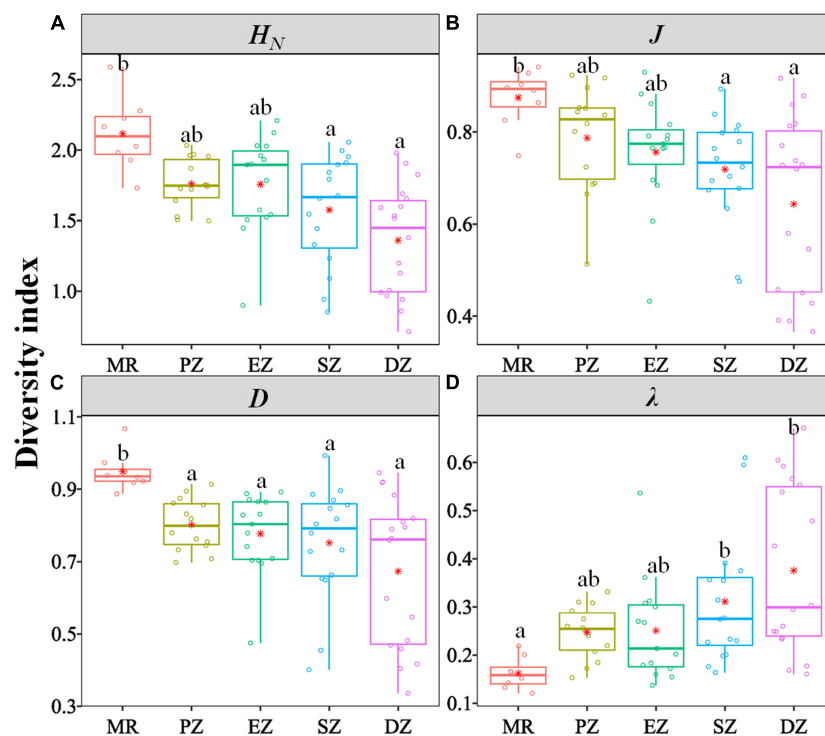 A
H_N
b
ab
ab
a
a
2.5
2.0
1.5
1.0
MR PZ EZ SZ DZ
B
J
b
ab
ab
a
a
0.8
0.6
0.4
MR PZ EZ SZ DZ
Diversity index
C
D
b
a
a
a
a
1.1
0.9
0.7
0.5
0.3
MR PZ EZ SZ DZ
D
λ
a
ab
ab
b
b
0.6
0.5
0.4
0.3
0.2
0.1
MR PZ EZ SZ DZ